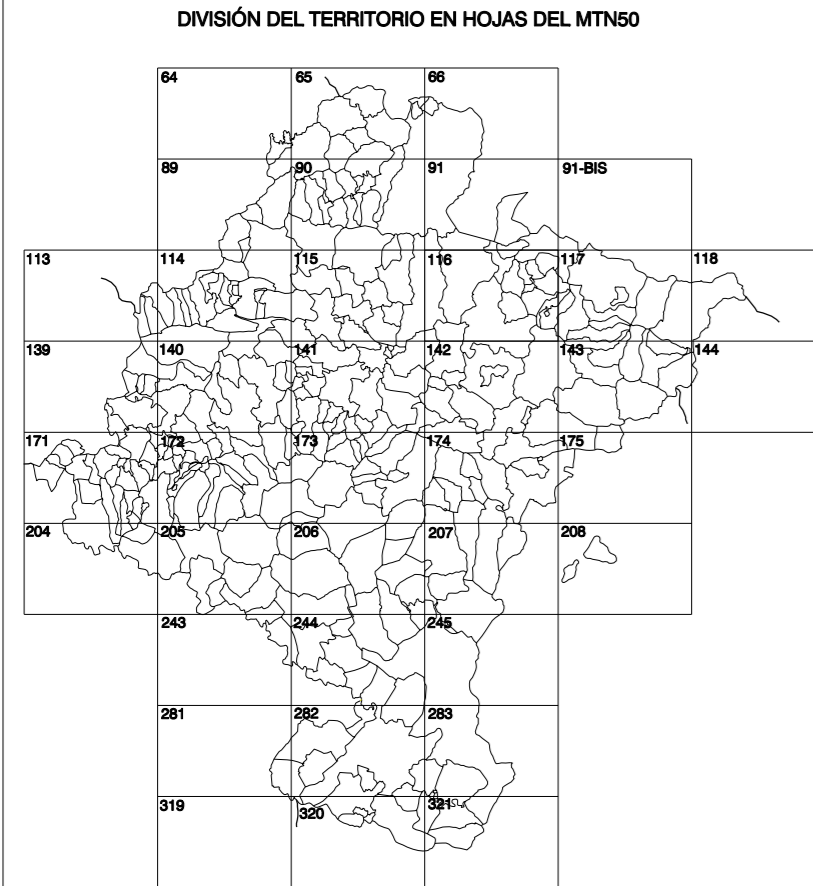 DIVISIÓN DEL TERRITORIO EN HOJAS DEL MTN50
64 65 66
89 90 91 91-BIS
113 114 115 116 117 118
139 140 141 142 143 144
171 172 173 174 175
204 205 206 207 208
243 244 245
281 282 283
319 320 321